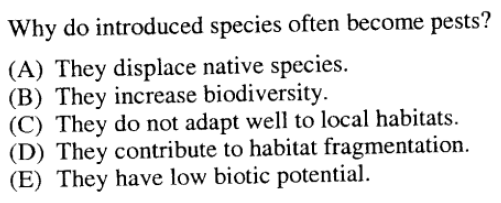 Why do introduced species often become pests?
(A) They displace native species.
(B) They increase biodiversity.
(C) They do not adapt well to local habitats.
(D) They contribute to habitat fragmentation.
(E) They have low biotic potential.